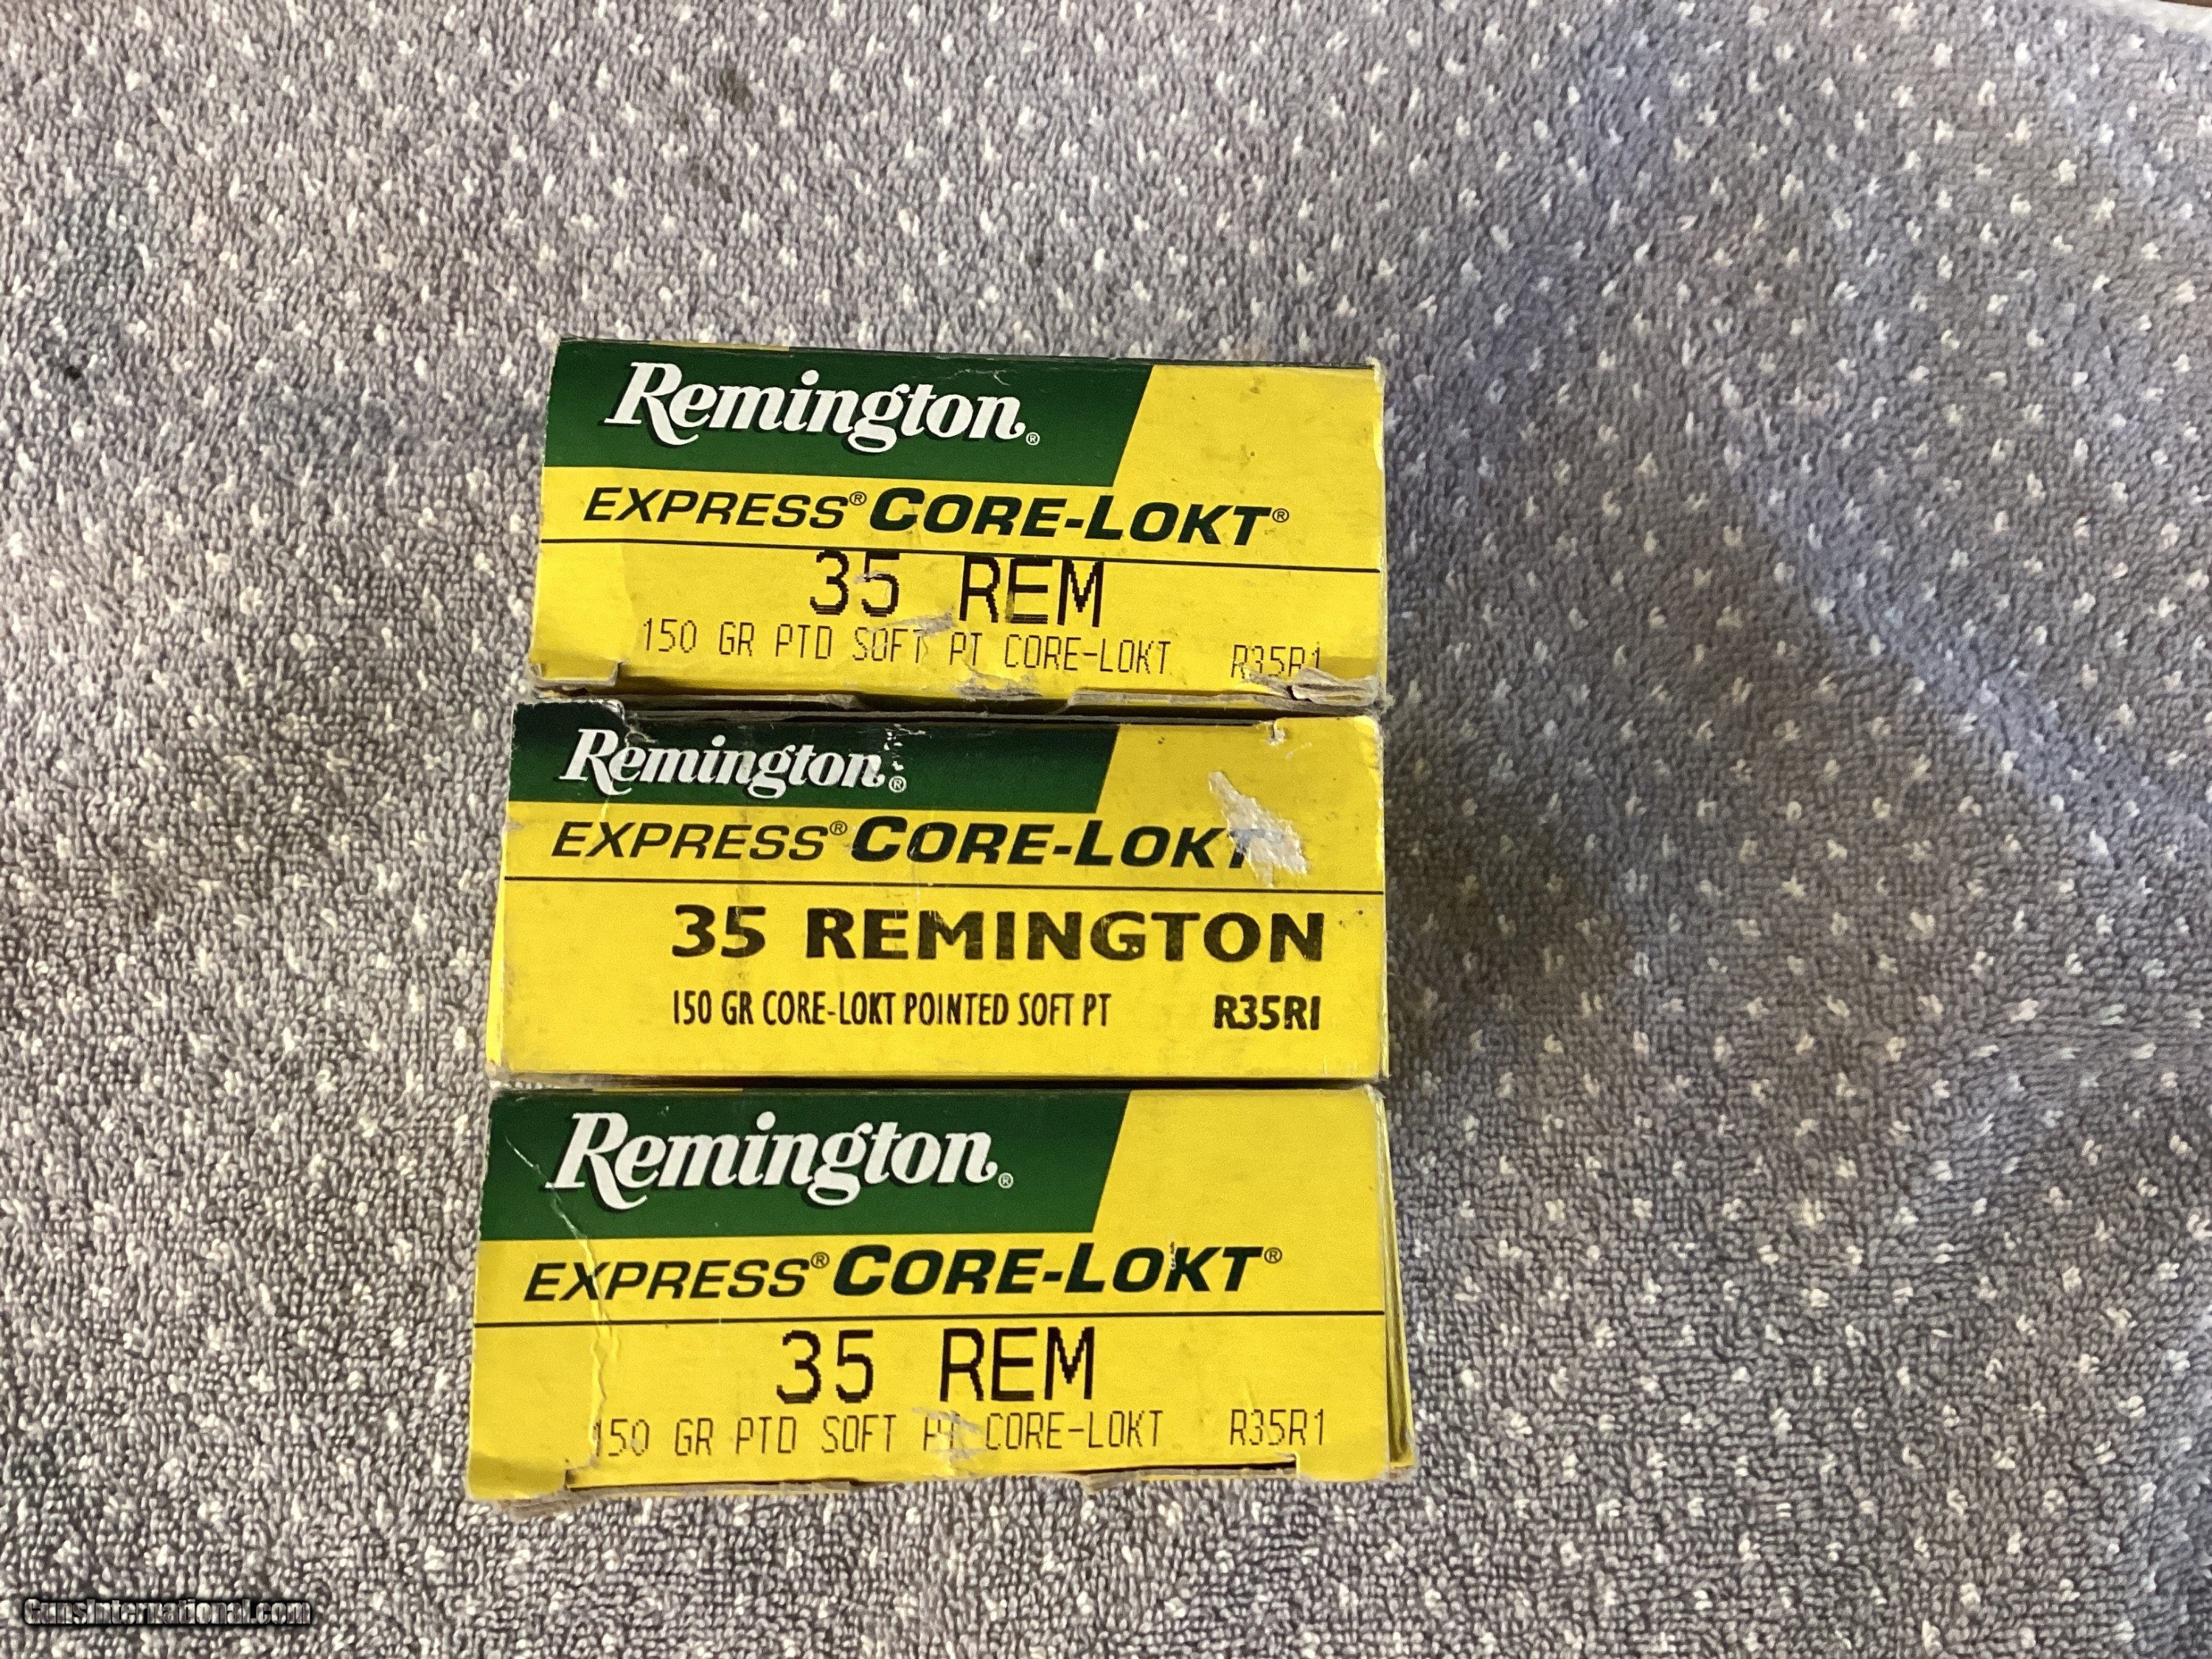 Remington®
EXPRESS® CORE-LOKT®
35 REM
150 GR PTD SOFT PT CORE-LOKT R35R1
Remington®
EXPRESS® CORE-LOKT
35 REMINGTON
150 GR CORE-LOKT POINTED SOFT PT R35R1
Remington®
EXPRESS® CORE-LOKT®
35 REM
150 GR PTD SOFT PT CORE-LOKT R35R1
GunsInternational.com